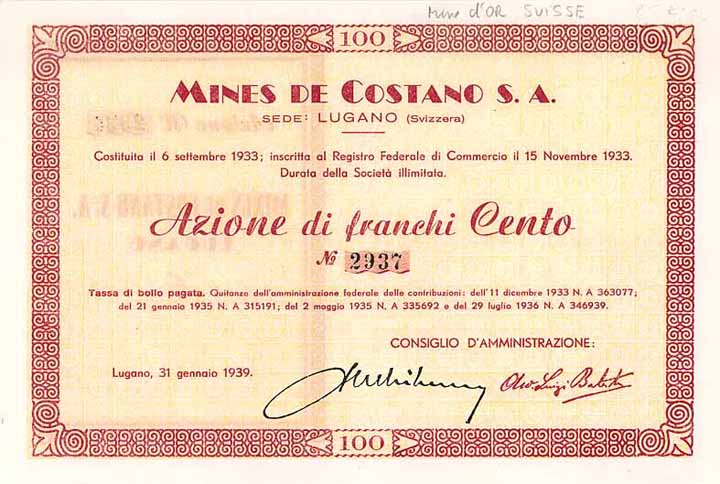 Mine d'OR SUISSE
100
MINES DE COSTANO S. A.
SEDE: LUGANO (Svizzera)
Costituita il 6 settembre 1933; inscritta al Registro Federale di Commercio il 15 Novembre 1933.
Durata della Società illimitata.
Azione di franchi Cento
No 2937
Tassa di bollo pagata. Quitanze dell'amministrazione federale delle contribuzioni: dell'11 dicembre 1933 N. A 363077;
del 21 gennaio 1935 N. A 315191; del 2 maggio 1935 N. A 335692 e del 29 luglio 1936 N. A 346939.
CONSIGLIO D'AMMINISTRAZIONE:
Lugano, 31 gennaio 1939.
Avv. Luigi
100